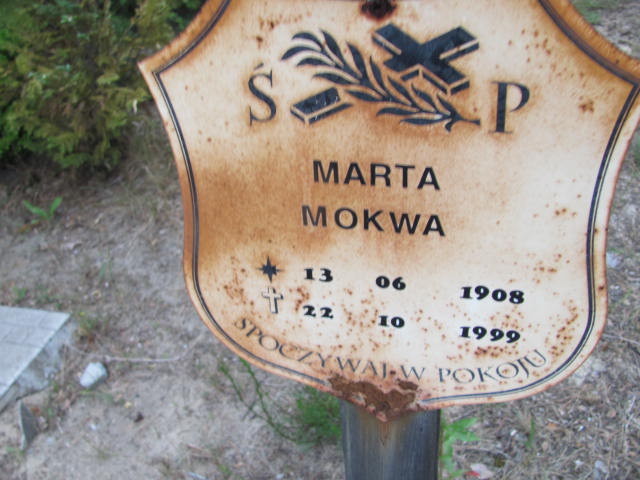 Ś P
MARTA
MOKWA
13 06 1908
22 10 1999
SPOCZYWAJ W POKOJU